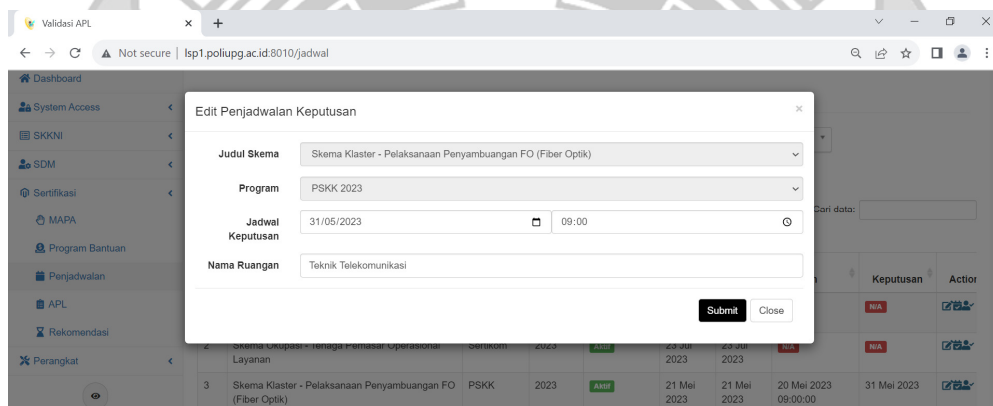 Validasi APL
Not secure | lsp1.poliupg.ac.id:8010/jadwal
Dashboard
System Access
SKKNI
SDM
Sertifikasi
MAPA
Program Bantuan
Penjadwalan
APL
Rekomendasi
Perangkat
Edit Penjadwalan Keputusan
Judul Skema
Skema Klaster - Pelaksanaan Penyambuangan FO (Fiber Optik)
Program
PSKK 2023
Jadwal
Keputusan
31/05/2023
09:00
Nama Ruangan
Teknik Telekomunikasi
Submit
Close
Cari data:
Keputusan
Action
N/A
2 Skema Okupasi - Tenaga Pemasar Operasional Sertikom 2023 Aktif 23 Jul 23 Jul N/A N/A
Layanan 2023 2023
3 Skema Klaster - Pelaksanaan Penyambuangan FO PSKK 2023 Aktif 21 Mei 21 Mei 20 Mei 2023 31 Mei 2023
(Fiber Optik) 2023 2023 09:00:00